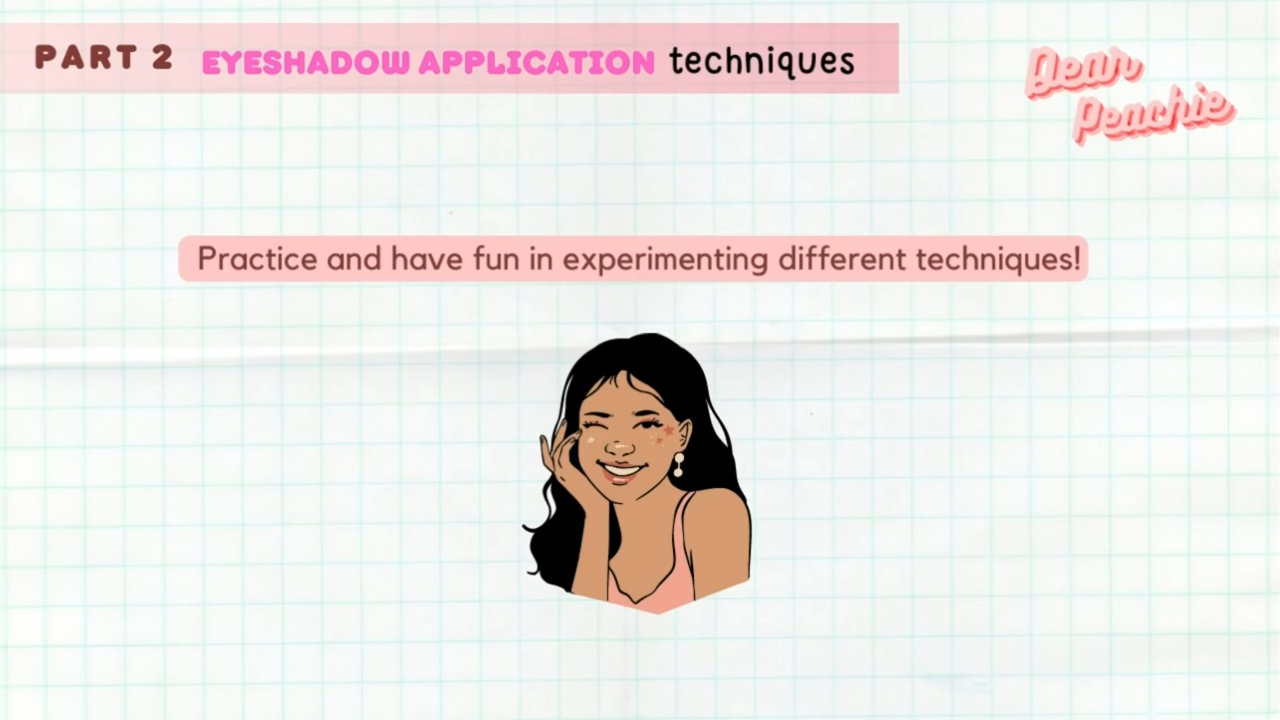 PART 2 EYESHADOW APPLICATION techniques
Dear
Peachie
Practice and have fun in experimenting different techniques!